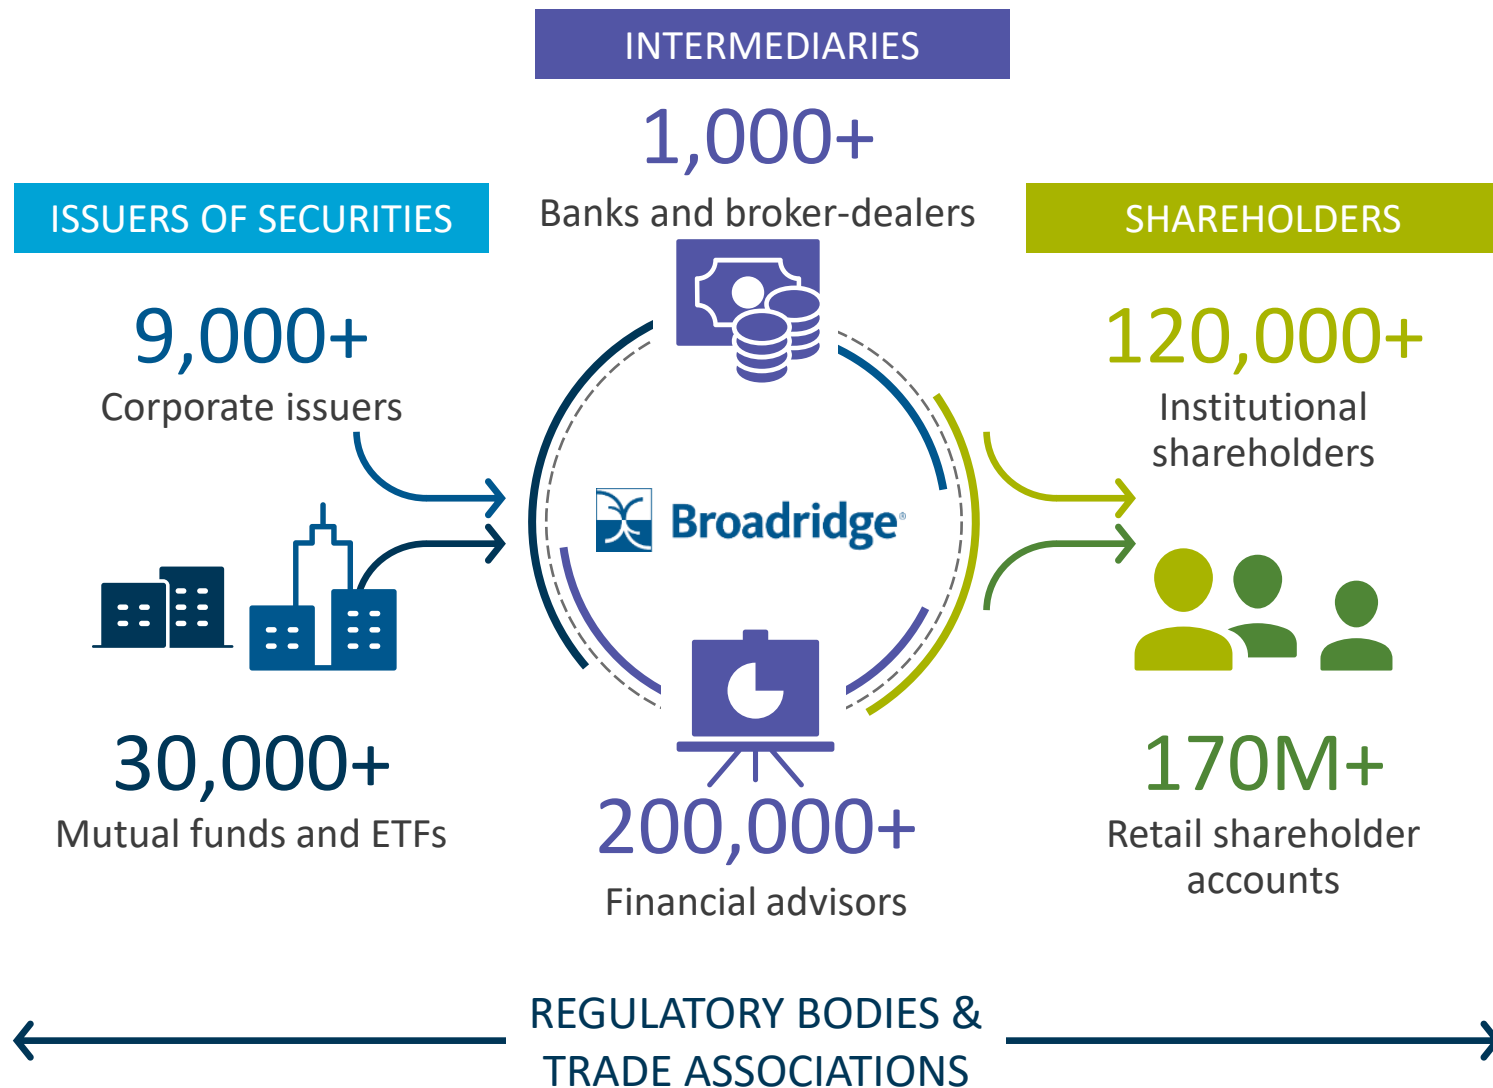 INTERMEDIARIES
1,000+
Banks and broker-dealers
ISSUERS OF SECURITIES
9,000+
Corporate issuers
30,000+
Mutual funds and ETFs
Broadridge®
200,000+
Financial advisors
SHAREHOLDERS
120,000+
Institutional
shareholders
170M+
Retail shareholder
accounts
REGULATORY BODIES &
TRADE ASSOCIATIONS